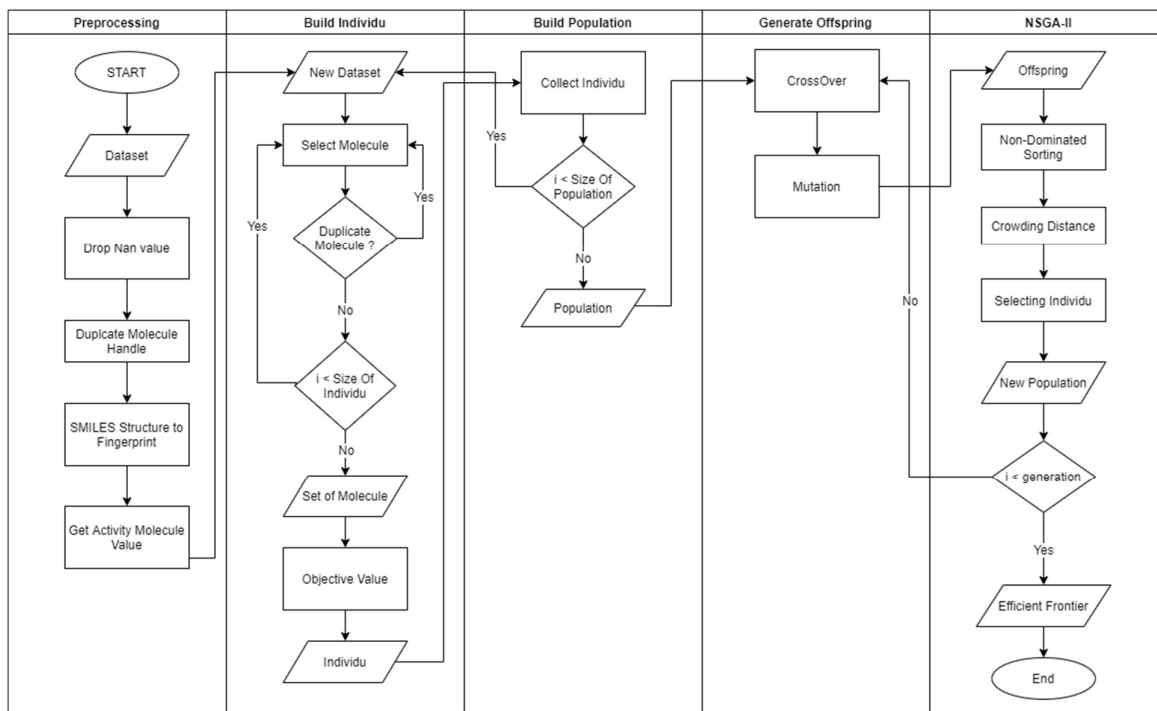 Preprocessing
Build Individu
Build Population
Generate Offspring
NSGA-II
START
Dataset
Drop Nan value
Duplcate Molecule
Handle
SMILES Structure to
Fingerprint
Get Activity Molecule
Value
New Dataset
Select Molecule
Yes
Yes
Duplicate
Molecule ?
No
i < Size Of
Individu
No
Set of Molecule
Objective Value
Individu
Collect Individu
Yes
i < Size Of
Population
No
Population
CrossOver
Mutation
Offspring
Non-Dominated
Sorting
Crowding Distance
Selecting Individu
No
New Population
i < generation
Yes
Efficient Frontier
End